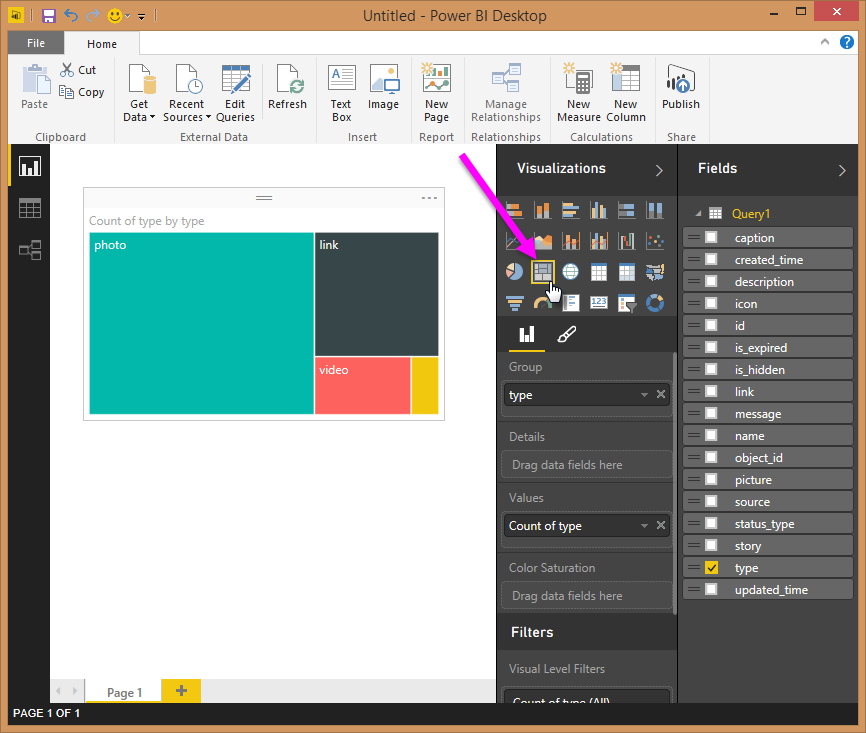 Untitled - Power BI Desktop
File
Home
Paste
Cut
Copy
Clipboard
Get Data
Recent Sources
Edit Queries
External Data
Refresh
Text Box
Image
Insert
New Page
Report
Manage Relationships
Relationships
New Measure
New Column
Calculations
Publish
Share
Count of type by type
photo
link
video
Visualizations
123
Group
type
Details
Drag data fields here
Values
Count of type
Color Saturation
Drag data fields here
Filters
Visual Level Filters
Count of type (All)
Fields
Query1
caption
created_time
description
icon
id
is_expired
is_hidden
link
message
name
object_id
picture
source
status_type
story
type
updated_time
Page 1
PAGE 1 OF 1